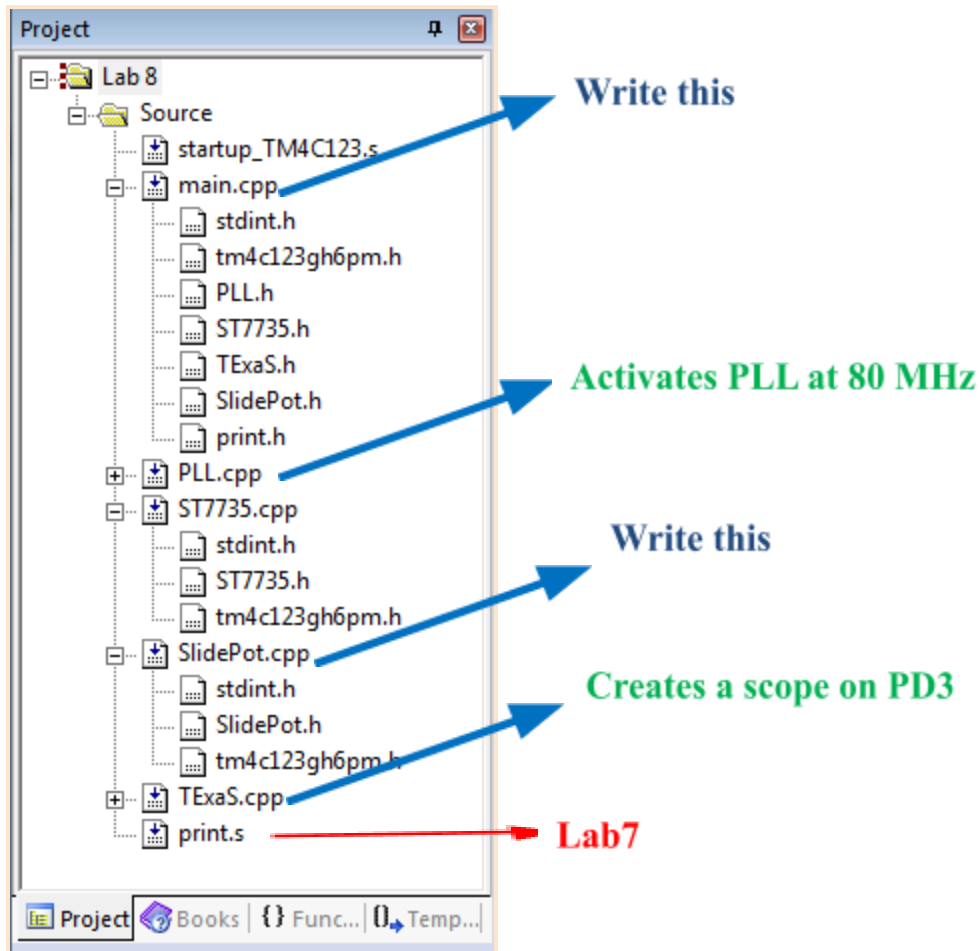 Project
Lab 8
Write this
Source
startup_TM4C123.s
main.cpp
stdint.h
tm4c123gh6pm.h
PLL.h
ST7735.h
TExaS.h
Activates PLL at 80 MHz
SlidePot.h
print.h
PLL.cpp
ST7735.cpp
Write this
stdint.h
ST7735.h
tm4c123gh6pm.h
SlidePot.cpp
stdint.h
Creates a scope on PD3
SlidePot.h
tm4c123gh6pm.h
TExaS.cpp
print.s
Lab7
Project Books {} Func... 0 Temp...